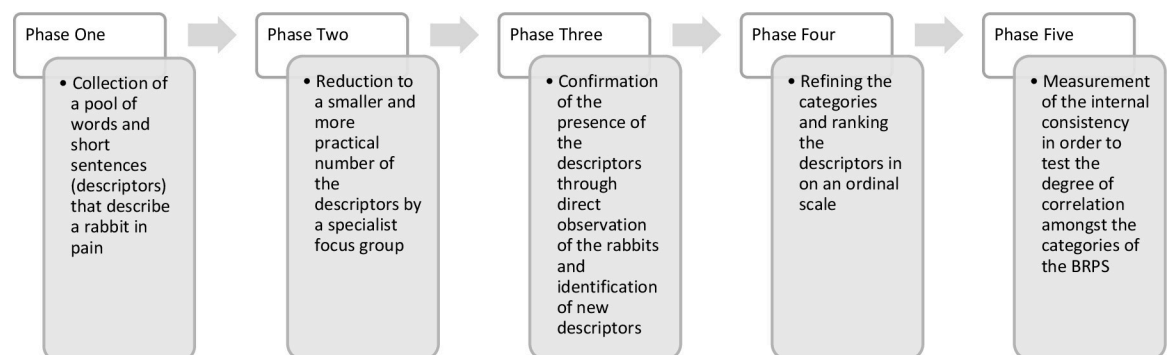 Phase One
• Collection of
a pool of
words and
short
sentences
(descriptors)
that describe
a rabbit in
pain
Phase Two
• Reduction to
a smaller and
more
practical
number of
the
descriptors by
a specialist
focus group
Phase Three
• Confirmation
of the
presence of
the
descriptors
through
direct
observation
of the rabbits
and
identification
of new
descriptors
Phase Four
• Refining the
categories
and ranking
the
descriptors in
on an ordinal
scale
Phase Five
• Measurement
of the internal
consistency
in order to
test the
degree of
correlation
amongst the
categories of
the BRPS